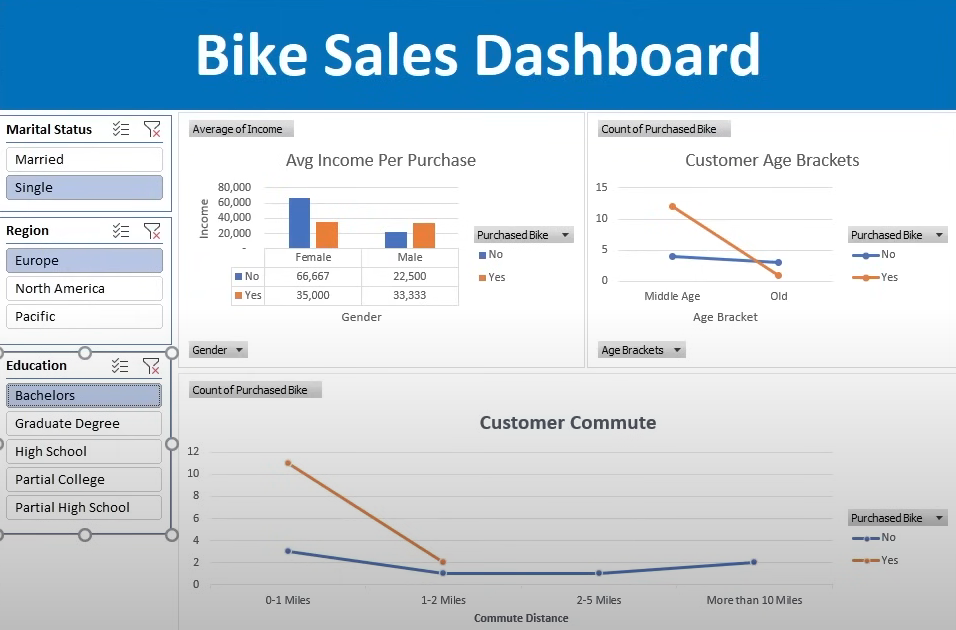 Bike Sales Dashboard
Marital Status
Married
Single
Region
Europe
North America
Pacific
Education
Bachelors
Graduate Degree
High School
Partial College
Partial High School
Average of Income
Avg Income Per Purchase
80,000
60,000
40,000
20,000
-
Income
Female Male
No 66,667 22,500
Yes 35,000 33,333
Gender
Purchased Bike
No
Yes
Gender
Count of Purchased Bike
Customer Age Brackets
15
10
5
0
Middle Age Old
Age Bracket
Purchased Bike
No
Yes
Age Brackets
Count of Purchased Bike
Customer Commute
12
10
8
6
4
2
0
0-1 Miles 1-2 Miles 2-5 Miles More than 10 Miles
Commute Distance
Purchased Bike
No
Yes